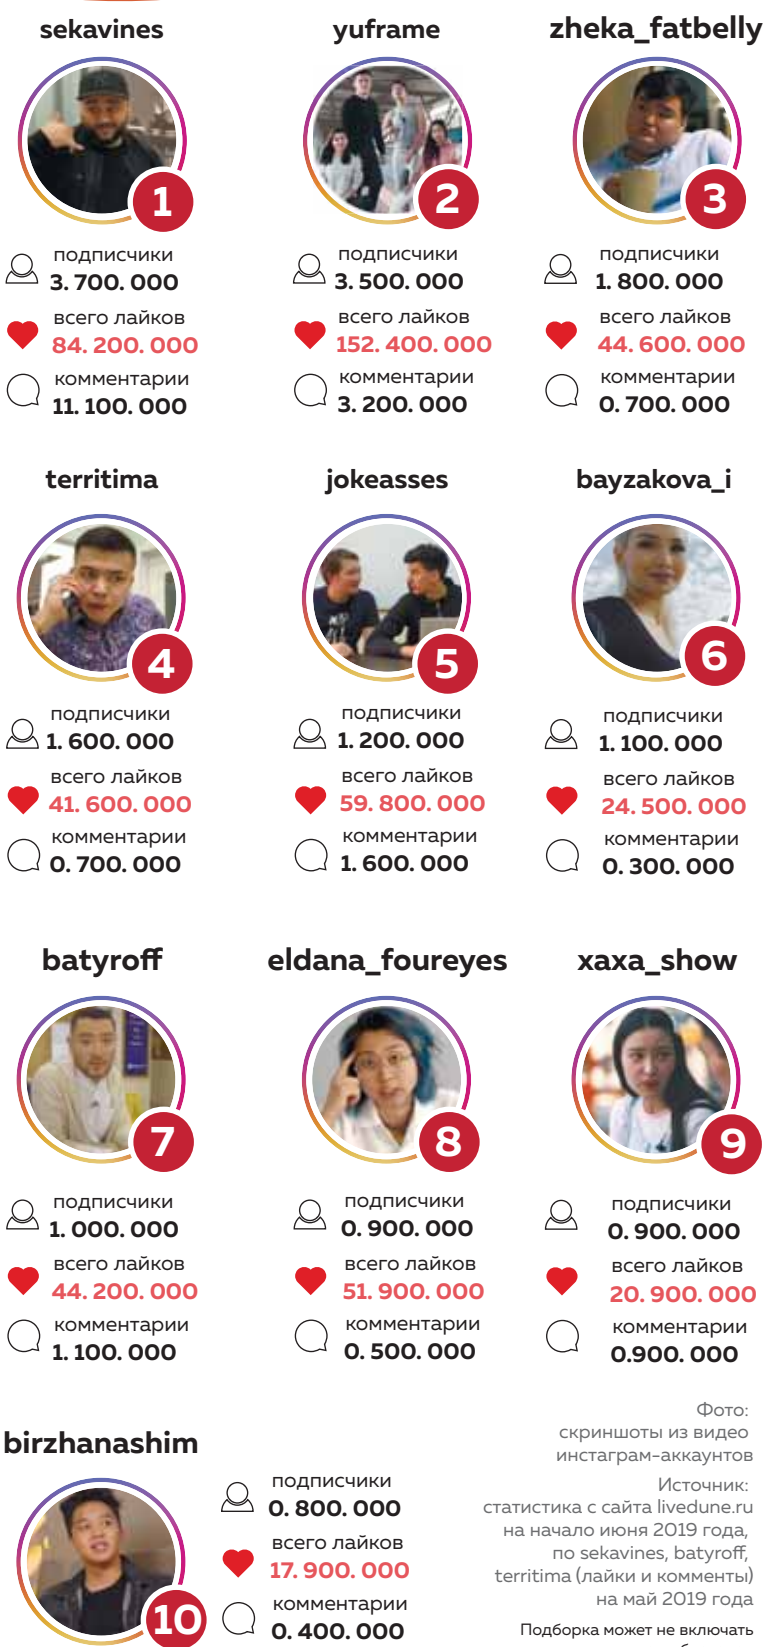 sekavines
1
подписчики
3. 700. 000
всего лайков
84. 200. 000
комментарии
11. 100. 000
yuframe
2
подписчики
3. 500. 000
всего лайков
152. 400. 000
комментарии
3. 200. 000
zheka_fatbelly
3
подписчики
1. 800. 000
всего лайков
44. 600. 000
комментарии
0. 700. 000
territima
4
подписчики
1. 600. 000
всего лайков
41. 600. 000
комментарии
0. 700. 000
jokeasses
5
подписчики
1. 200. 000
всего лайков
59. 800. 000
комментарии
1. 600. 000
bayzakova_i
6
подписчики
1. 100. 000
всего лайков
24. 500. 000
комментарии
0. 300. 000
batyroff
7
подписчики
1. 000. 000
всего лайков
44. 200. 000
комментарии
1. 100. 000
eldana_foureyes
8
подписчики
0. 900. 000
всего лайков
51. 900. 000
комментарии
0. 500. 000
xaxa_show
9
подписчики
0. 900. 000
всего лайков
20. 900. 000
комментарии
0.900. 000
birzhanashim
10
подписчики
0. 800. 000
всего лайков
17. 900. 000
комментарии
0. 400. 000
Фото:
скриншоты из видео
инстаграм-аккаунтов
Источник:
статистика с сайта livedune.ru
на начало июня 2019 года,
по sekavines, batyroff,
territima (лайки и комменты)
на май 2019 года
Подборка может не включать